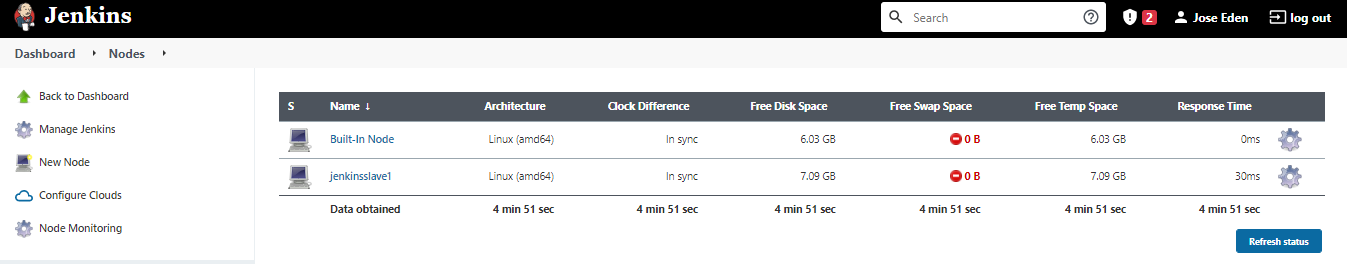 Jenkins
Search
2
Jose Eden
log out
Dashboard
Nodes
Back to Dashboard
Manage Jenkins
New Node
Configure Clouds
Node Monitoring
S Name ↓ Architecture Clock Difference Free Disk Space Free Swap Space Free Temp Space Response Time
Built-In Node Linux (amd64) In sync 6.03 GB 0 B 6.03 GB 0ms
jenkinsslave1 Linux (amd64) In sync 7.09 GB 0 B 7.09 GB 30ms
Data obtained 4 min 51 sec 4 min 51 sec 4 min 51 sec 4 min 51 sec 4 min 51 sec 4 min 51 sec
Refresh status